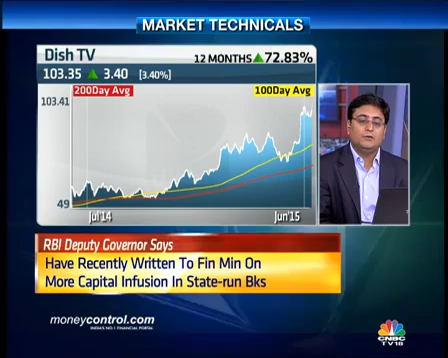 MARKET TECHNICALS
Dish TV
12 MONTHS ▲72.83%
103.35 ▲ 3.40 [3.40%]
200Day Avg
100Day Avg
103.41
49
Jul'14
Jun'15
RBI Deputy Governor Says
Have Recently Written To Fin Min On
More Capital Infusion In State-run Bks
moneycontrol.com
INDIA'S NO.1 FINANCIAL PORTAL
CNBC
TV18